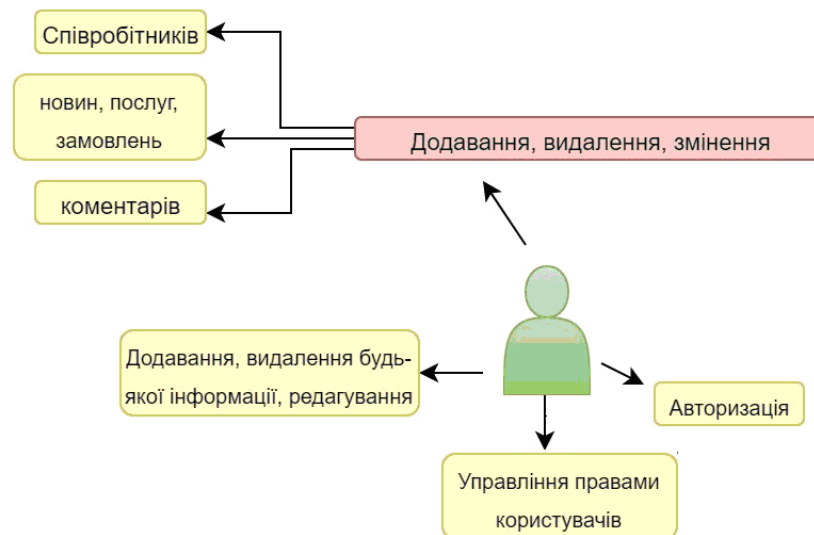 Співробітників
новин, послуг,
замовлень
Додавання, видалення, змінення
коментарів
Додавання, видалення будь-
якої інформації, редагування
Авторизація
Управління правами
користувачів